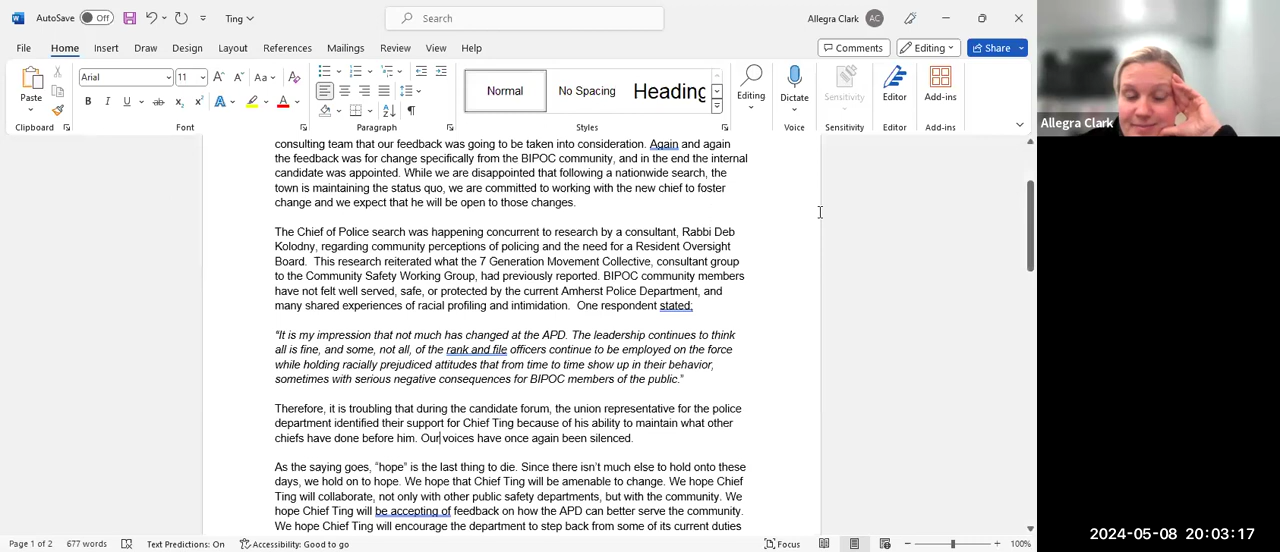 AutoSave Off Ting Search Allegra Clark AC
File Home Insert Draw Design Layout References Mailings Review View Help Comments Editing Share
Paste Arial 11 Normal No Spacing Heading Editing Dictate Sensitivity Editor Add-ins
Clipboard Font Paragraph Styles Voice Sensitivity Editor Add-ins
Allegra Clark
consulting team that our feedback was going to be taken into consideration. Again and again
the feedback was for change specifically from the BIPOC community, and in the end the internal
candidate was appointed. While we are disappointed that following a nationwide search, the
town is maintaining the status quo, we are committed to working with the new chief to foster
change and we expect that he will be open to those changes.
The Chief of Police search was happening concurrent to research by a consultant, Rabbi Deb
Kolodny, regarding community perceptions of policing and the need for a Resident Oversight
Board. This research reiterated what the 7 Generation Movement Collective, consultant group
to the Community Safety Working Group, had previously reported. BIPOC community members
have not felt well served, safe, or protected by the current Amherst Police Department, and
many shared experiences of racial profiling and intimidation. One respondent stated;
“It is my impression that not much has changed at the APD. The leadership continues to think
all is fine, and some, not all, of the rank and file officers continue to be employed on the force
while holding racially prejudiced attitudes that from time to time show up in their behavior,
sometimes with serious negative consequences for BIPOC members of the public.”
Therefore, it is troubling that during the candidate forum, the union representative for the police
department identified their support for Chief Ting because of his ability to maintain what other
chiefs have done before him. Our voices have once again been silenced.
As the saying goes, “hope” is the last thing to die. Since there isn’t much else to hold onto these
days, we hold on to hope. We hope that Chief Ting will be amenable to change. We hope Chief
Ting will collaborate, not only with other public safety departments, but with the community. We
hope Chief Ting will be accepting of feedback on how the APD can better serve the community.
We hope Chief Ting will encourage the department to step back from some of its current duties
Page 1 of 2 677 words Text Predictions: On Accessibility: Good to go Focus 100%
2024-05-08 20:03:17